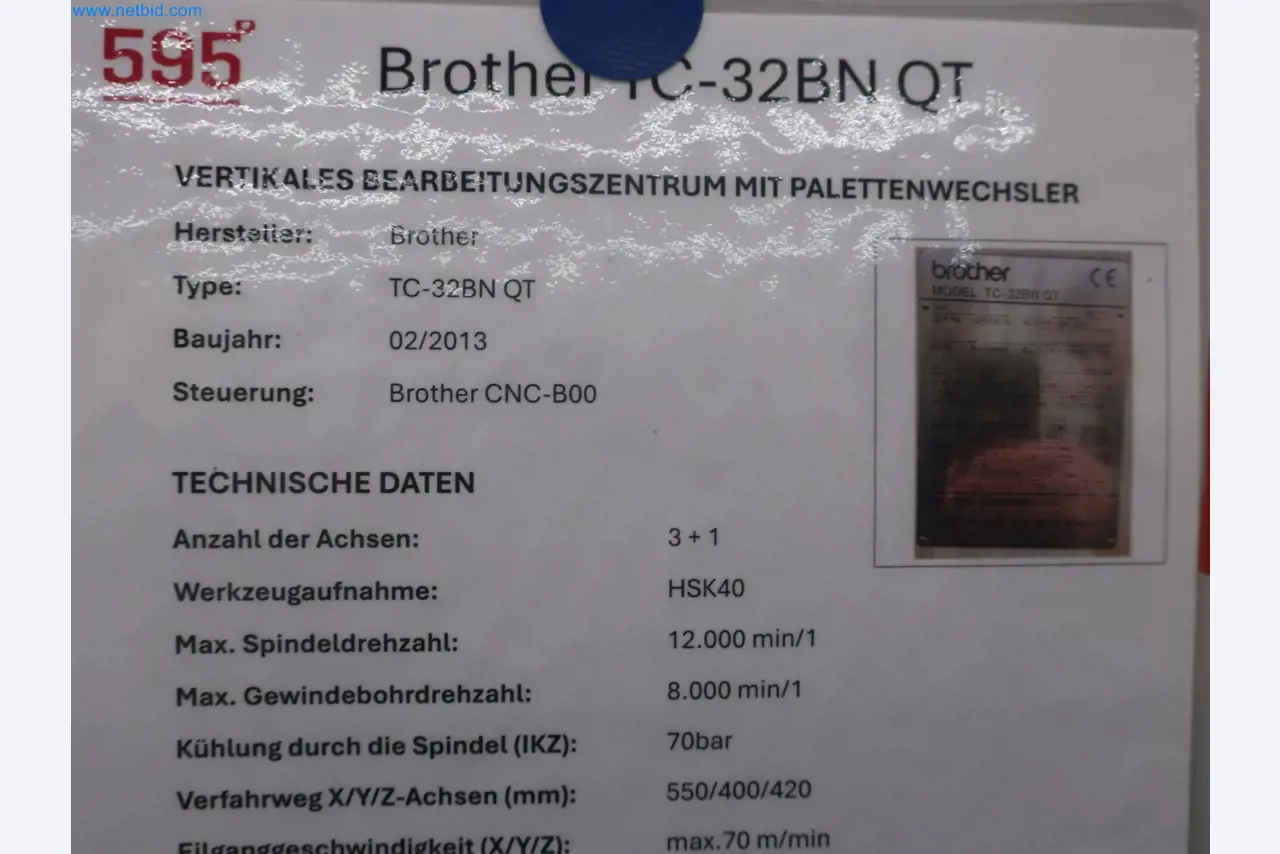 www.netbid.com
595°
Brother TC-32BN QT
VERTIKALES BEARBEITUNGSZENTRUM MIT PALETTENWECHSLER
Hersteller: Brother
Type: TC-32BN QT
Baujahr: 02/2013
Steuerung: Brother CNC-B00
brother CE
MODEL TC-32BN QT
TECHNISCHE DATEN
Anzahl der Achsen: 3 + 1
Werkzeugaufnahme: HSK40
Max. Spindeldrehzahl: 12.000 min/1
Max. Gewindebohrdrehzahl: 8.000 min/1
Kühlung durch die Spindel (IKZ): 70bar
Verfahrweg X/Y/Z-Achsen (mm): 550/400/420
Eilganggeschwindigkeit (X/Y/Z): max.70 m/min